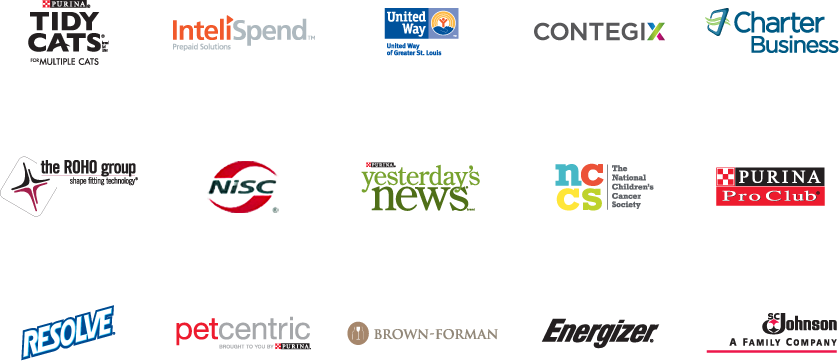 PURINA
TIDY
CATS
FOR MULTIPLE CATS
InteliSpend™
Prepaid Solutions
United
Way
United Way
of Greater St. Louis
CONTEGIX
Charter
Business
the ROHO group
shape fitting technology®
NISC®
PURINA
yesterday's
news
nc
cs
The
National
Children's
Cancer
Society
PURINA
Pro Club®
RESOLVE
petcentric
BROUGHT TO YOU BY PURINA
BROWN-FORMAN
Energizer
SC
Johnson
A FAMILY COMPANY